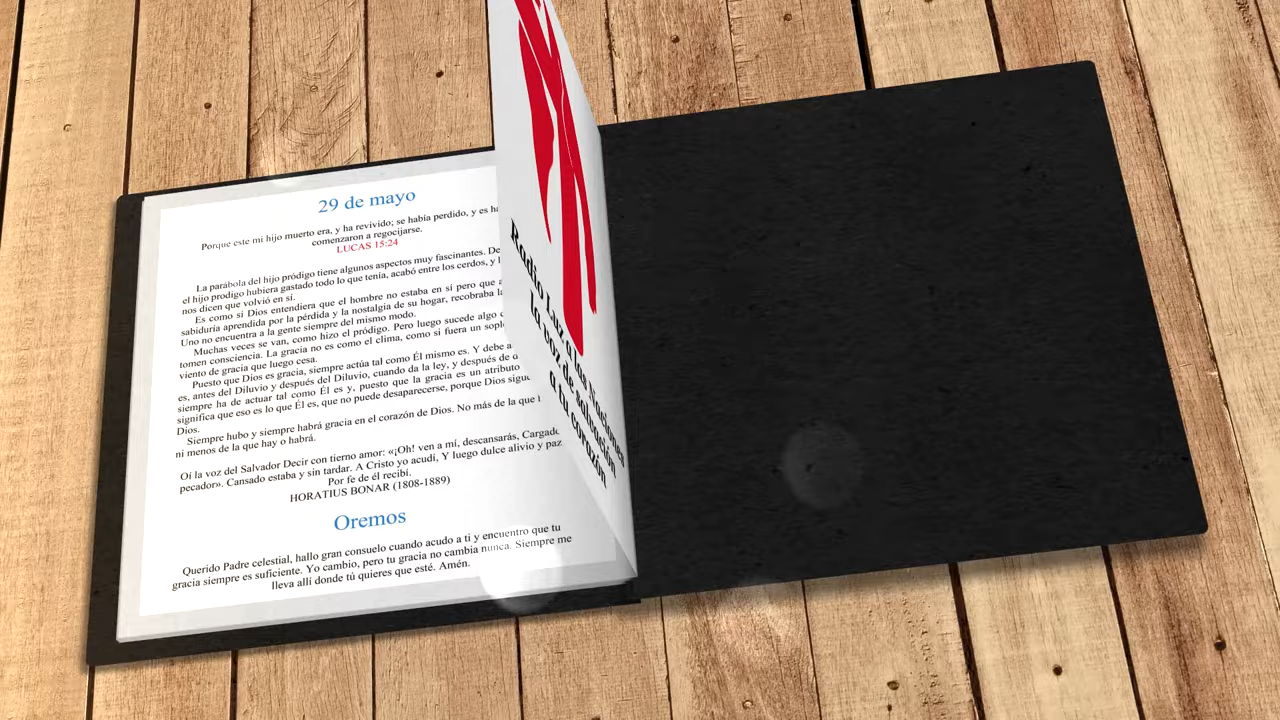 29 de mayo
Porque este mi hijo muerto era, y ha revivido; se había perdido, y es
comenzaron a regocijarse.
LUCAS 15:24
La parábola del hijo pródigo tiene algunos aspectos muy fascinantes.
el hijo prodigo hubiera gastado todo lo que tenía, acabó entre los cerdos, y
nos dicen que volvió en sí.
Es como si Dios entendiera que el hombre no estaba en sí pero que
sabiduría aprendida por la pérdida y la nostalgia de su hogar, recobraba
Uno no encuentra a la gente siempre del mismo modo.
Muchas veces se van, como hizo el pródigo. Pero luego sucede algo
tomen consciencia. La gracia no es como el clima, como si fuera un
viento de gracia que luego cesa.
Puesto que Dios es gracia, siempre actúa tal como Él mismo es. Y debe
es, antes del Diluvio y después del Diluvio, cuando da la ley, y después de
siempre ha de actuar tal como Él es y, puesto que la gracia es un atributo
significa que eso es lo que Él es, que no puede desaparecerse, porque Dios
Dios.
Siempre hubo y siempre habrá gracia en el corazón de Dios. No más de la que
ni menos de la que hay o habrá.
Oí la voz del Salvador Decir con tierno amor: «¡Oh! ven a mí, descansarás,
pecador». Cansado estaba y sin tardar. A Cristo yo acudí, Y luego dulce alivio y paz
Por fe de él recibí.
HORATIUS BONAR (1808-1889)
Oremos
Querido Padre celestial, hallo gran consuelo cuando acudo a ti y encuentro que tu
gracia siempre es suficiente. Yo cambio, pero tu gracia no cambia nunca. Siempre me
lleva allí donde tú quieres que esté. Amén.
Radio Luz a las Naciones
la voz de salvación
a tu corazón